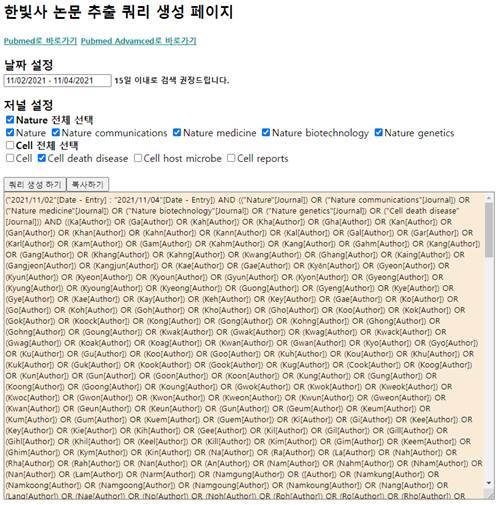 한빛사 논문 추출 쿼리 생성 페이지
Pubmed로 바로가기 Pubmed Advamced로 바로가기
날짜 설정
11/02/2021 - 11/04/2021 15일 이내로 검색 권장드립니다.
저널 설정
Nature 전체 선택
Nature Nature communications Nature medicine Nature biotechnology Nature genetics
Cell 전체 선택
Cell Cell death disease Cell host microbe Cell reports
쿼리 생성 하기 복사하기
("2021/11/02"[Date - Entry] : "2021/11/04"[Date - Entry]) AND (("Nature"[Journal]) OR ("Nature communications"[Journal]) OR
("Nature medicine"[Journal]) OR ("Nature biotechnology"[Journal]) OR ("Nature genetics"[Journal]) OR ("Cell death disease"
[Journal])) AND ((Ka[Author]) OR (Ga[Author]) OR (Kah[Author]) OR (Gah[Author]) OR (Kar[Author]) OR (Kan[Author]) OR
(Gan[Author]) OR (Khan[Author]) OR (Kahn[Author]) OR (Kann[Author]) OR (Kal[Author]) OR (Gal[Author]) OR (Gar[Author]) OR
(Karl[Author]) OR (Kam[Author]) OR (Gam[Author]) OR (Kahm[Author]) OR (Kang[Author]) OR (Gahm[Author]) OR (Kang[Author])
OR (Gang[Author]) OR (Khang[Author]) OR (Kahng[Author]) OR (Kwang[Author]) OR (Ghang[Author]) OR (Kaing[Author]) OR
(Gangjeon[Author]) OR (Kangjun[Author]) OR (Kae[Author]) OR (Gae[Author]) OR (Kyŏn[Author]) OR (Gyeon[Author]) OR
(Kyun[Author]) OR (Kyeon[Author]) OR (Kyoun[Author]) OR (Gyun[Author]) OR (Kyŏng[Author]) OR (Gyeong[Author]) OR
(Kyung[Author]) OR (Kyoung[Author]) OR (Kyeong[Author]) OR (Goung[Author]) OR (Gyeng[Author]) OR (Kye[Author]) OR
(Gye[Author]) OR (Kae[Author]) OR (Kay[Author]) OR (Keh[Author]) OR (Key[Author]) OR (Gae[Author]) OR (Ko[Author]) OR
(Go[Author]) OR (Koh[Author]) OR (Goh[Author]) OR (Kho[Author]) OR (Gho[Author]) OR (Koo[Author]) OR (Kok[Author]) OR
(Gok[Author]) OR (Koock[Author]) OR (Kong[Author]) OR (Gong[Author]) OR (Kohng[Author]) OR (Ghong[Author]) OR
(Gohng[Author]) OR (Goung[Author]) OR (Kwak[Author]) OR (Gwak[Author]) OR (Kwag[Author]) OR (Kwack[Author]) OR
(Gwag[Author]) OR (Koak[Author]) OR (Koag[Author]) OR (Kwan[Author]) OR (Gwan[Author]) OR (Kyo[Author]) OR (Gyo[Author])
OR (Ku[Author]) OR (Gu[Author]) OR (Koo[Author]) OR (Goo[Author]) OR (Kuh[Author]) OR (Kou[Author]) OR (Khu[Author]) OR
(Kuk[Author]) OR (Guk[Author]) OR (Kook[Author]) OR (Gook[Author]) OR (Kug[Author]) OR (Cook[Author]) OR (Koog[Author])
OR (Kun[Author]) OR (Gun[Author]) OR (Goon[Author]) OR (Koon[Author]) OR (Kung[Author]) OR (Gung[Author]) OR
(Koong[Author]) OR (Goong[Author]) OR (Koung[Author]) OR (Gwok[Author]) OR (Kwok[Author]) OR (Kweok[Author]) OR
(Kwoc[Author]) OR (Gwon[Author]) OR (Kwon[Author]) OR (Kweon[Author]) OR (Kwun[Author]) OR (Gweon[Author]) OR
(Kwan[Author]) OR (Geun[Author]) OR (Keun[Author]) OR (Gun[Author]) OR (Geum[Author]) OR (Keum[Author]) OR
(Kum[Author]) OR (Gum[Author]) OR (Kuem[Author]) OR (Guem[Author]) OR (Ki[Author]) OR (Gi[Author]) OR (Kee[Author]) OR
(Key[Author]) OR (Kie[Author]) OR (Kih[Author]) OR (Gee[Author]) OR (Kil[Author]) OR (Gil[Author]) OR (Gill[Author]) OR
(Gihl[Author]) OR (Khil[Author]) OR (Keel[Author]) OR (Kill[Author]) OR (Kim[Author]) OR (Gim[Author]) OR (Keem[Author]) OR
(Ghim[Author]) OR (Kym[Author]) OR (Kin[Author]) OR (Na[Author]) OR (Ra[Author]) OR (La[Author]) OR (Nah[Author]) OR
(Rha[Author]) OR (Rah[Author]) OR (Nan[Author]) OR (An[Author]) OR (Nam[Author]) OR (Nahm[Author]) OR (Nham[Author]) OR
(Nan[Author]) OR (Lam[Author]) OR (Narm[Author]) OR (Namgung[Author]) OR ([Author]) OR (Namkung[Author]) OR
(Namkoong[Author]) OR (Namgoong[Author]) OR (Namgoung[Author]) OR (Namkoung[Author]) OR (Nang[Author]) OR
(Lang[Author]) OR (Nae[Author]) OR (No[Author]) OR (Noh[Author]) OR (Roh[Author]) OR (Ro[Author]) OR (Rho[Author]) OR